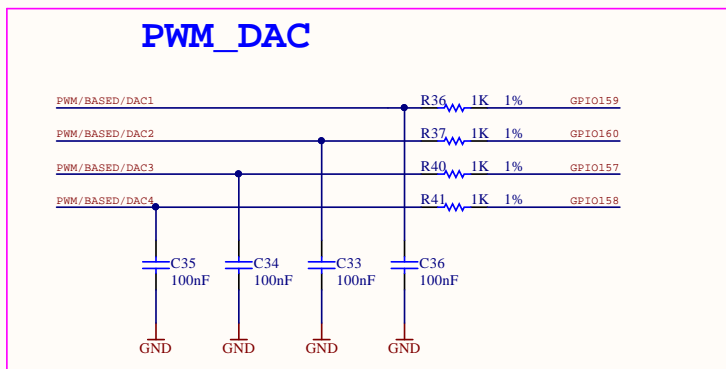 PWM_DAC
PWM/BASED/DAC1 R36 1K 1% GPIO159
PWM/BASED/DAC2 R37 1K 1% GPIO160
PWM/BASED/DAC3 R40 1K 1% GPIO157
PWM/BASED/DAC4 R41 1K 1% GPIO158
C35 C34 C33 C36
100nF 100nF 100nF 100nF
GND GND GND GND